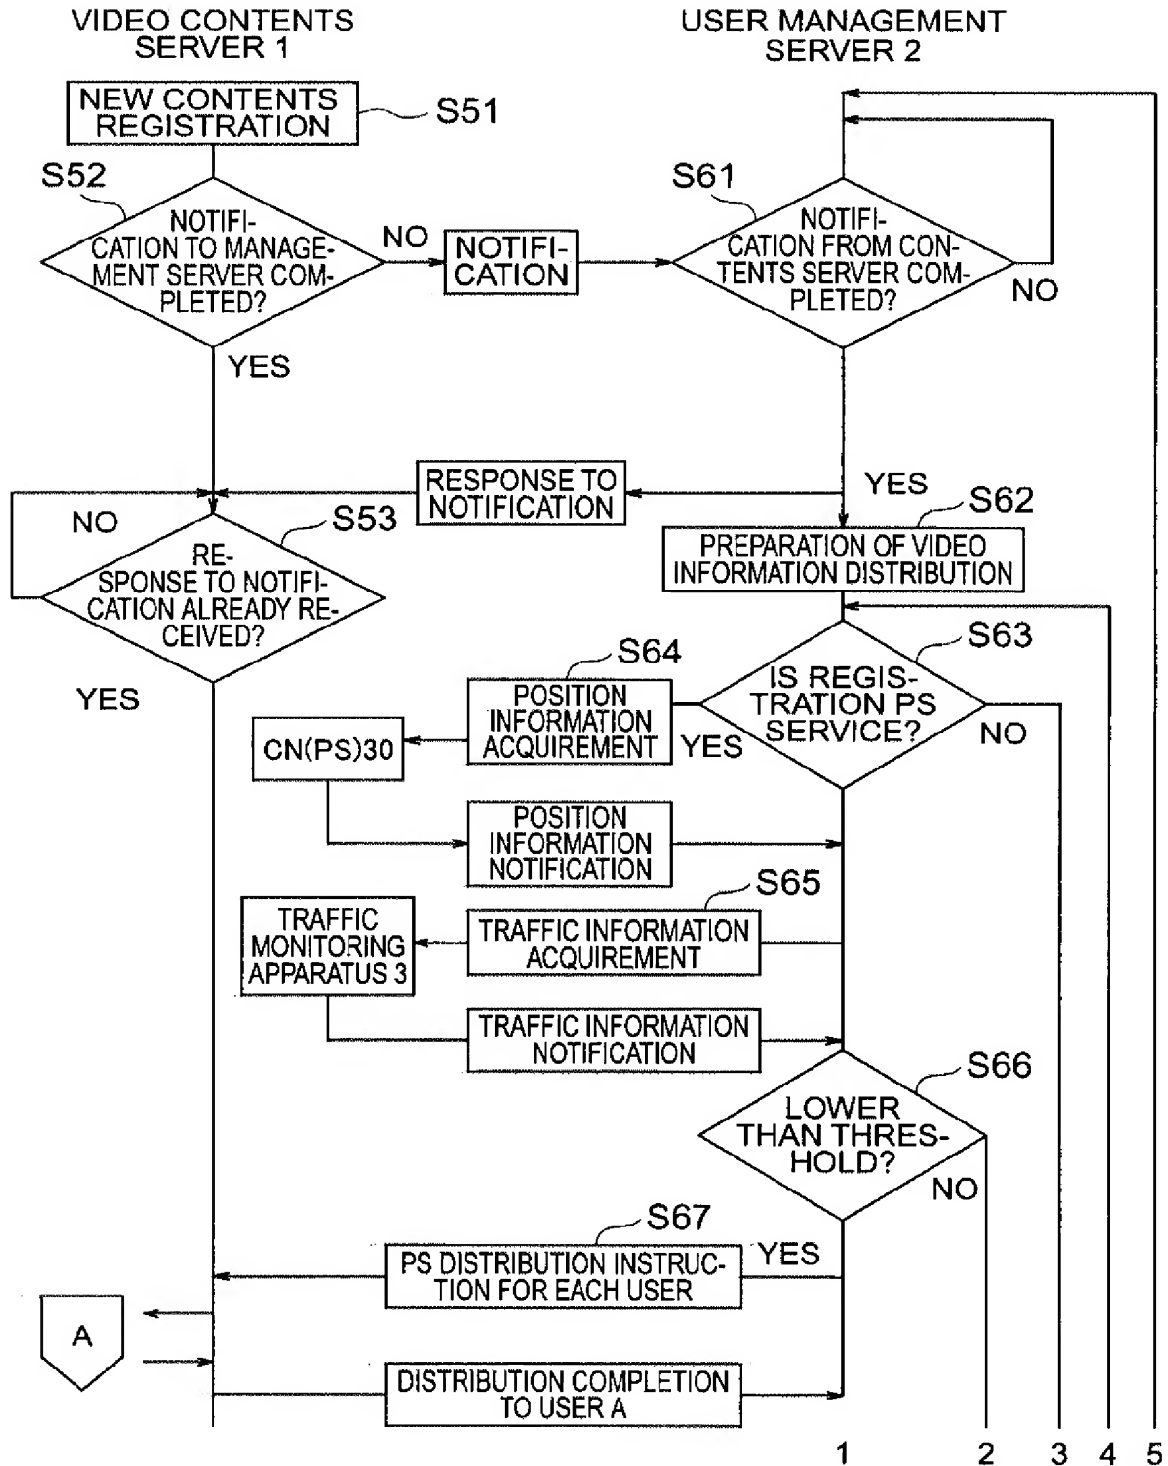 VIDEO CONTENTS
SERVER 1
USER MANAGEMENT
SERVER 2
NEW CONTENTS
REGISTRATION
S51
S52
NOTIFI-
CATION TO MANAGE-
MENT SERVER COM-
PLETED?
NO
NOTIFI-
CATION
S61
NOTIFI-
CATION FROM CON-
TENTS SERVER COM-
PLETED?
NO
YES
RESPONSE TO
NOTIFICATION
YES
S62
PREPARATION OF VIDEO
INFORMATION DISTRIBUTION
NO
S53
RE-
SPONSE TO NOTIFI-
CATION ALREADY RE-
CEIVED?
YES
S63
IS REGIS-
TRATION PS
SERVICE?
NO
YES
S64
POSITION
INFORMATION
ACQUIREMENT
CN(PS)30
POSITION
INFORMATION
NOTIFICATION
S65
TRAFFIC INFORMATION
ACQUIREMENT
TRAFFIC
MONITORING
APPARATUS 3
TRAFFIC INFORMATION
NOTIFICATION
S66
LOWER
THAN THRES-
HOLD?
NO
YES
S67
PS DISTRIBUTION INSTRUC-
TION FOR EACH USER
A
DISTRIBUTION COMPLETION
TO USER A
1 2 3 4 5